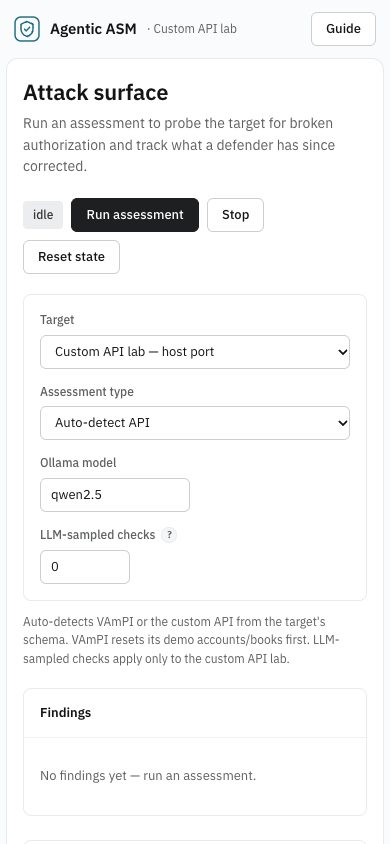 Agentic ASM · Custom API lab
Guide
Attack surface
Run an assessment to probe the target for broken
authorization and track what a defender has since
corrected.
idle
Run assessment
Stop
Reset state
Target
Custom API lab — host port
Assessment type
Auto-detect API
Ollama model
qwen2.5
LLM-sampled checks ?
0
Auto-detects VAmPI or the custom API from the target's
schema. VAmPI resets its demo accounts/books first. LLM-
sampled checks apply only to the custom API lab.
Findings
No findings yet — run an assessment.